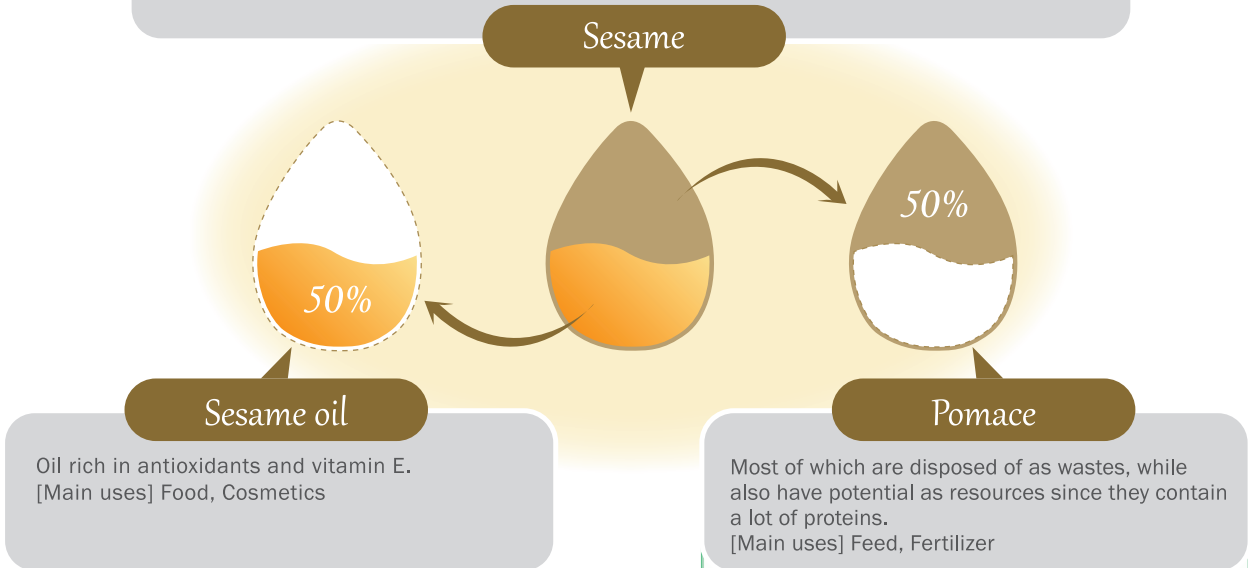 Sesame
50%
50%
Sesame oil
Oil rich in antioxidants and vitamin E.
[Main uses] Food, Cosmetics
Pomace
Most of which are disposed of as wastes, while
also have potential as resources since they contain
a lot of proteins.
[Main uses] Feed, Fertilizer